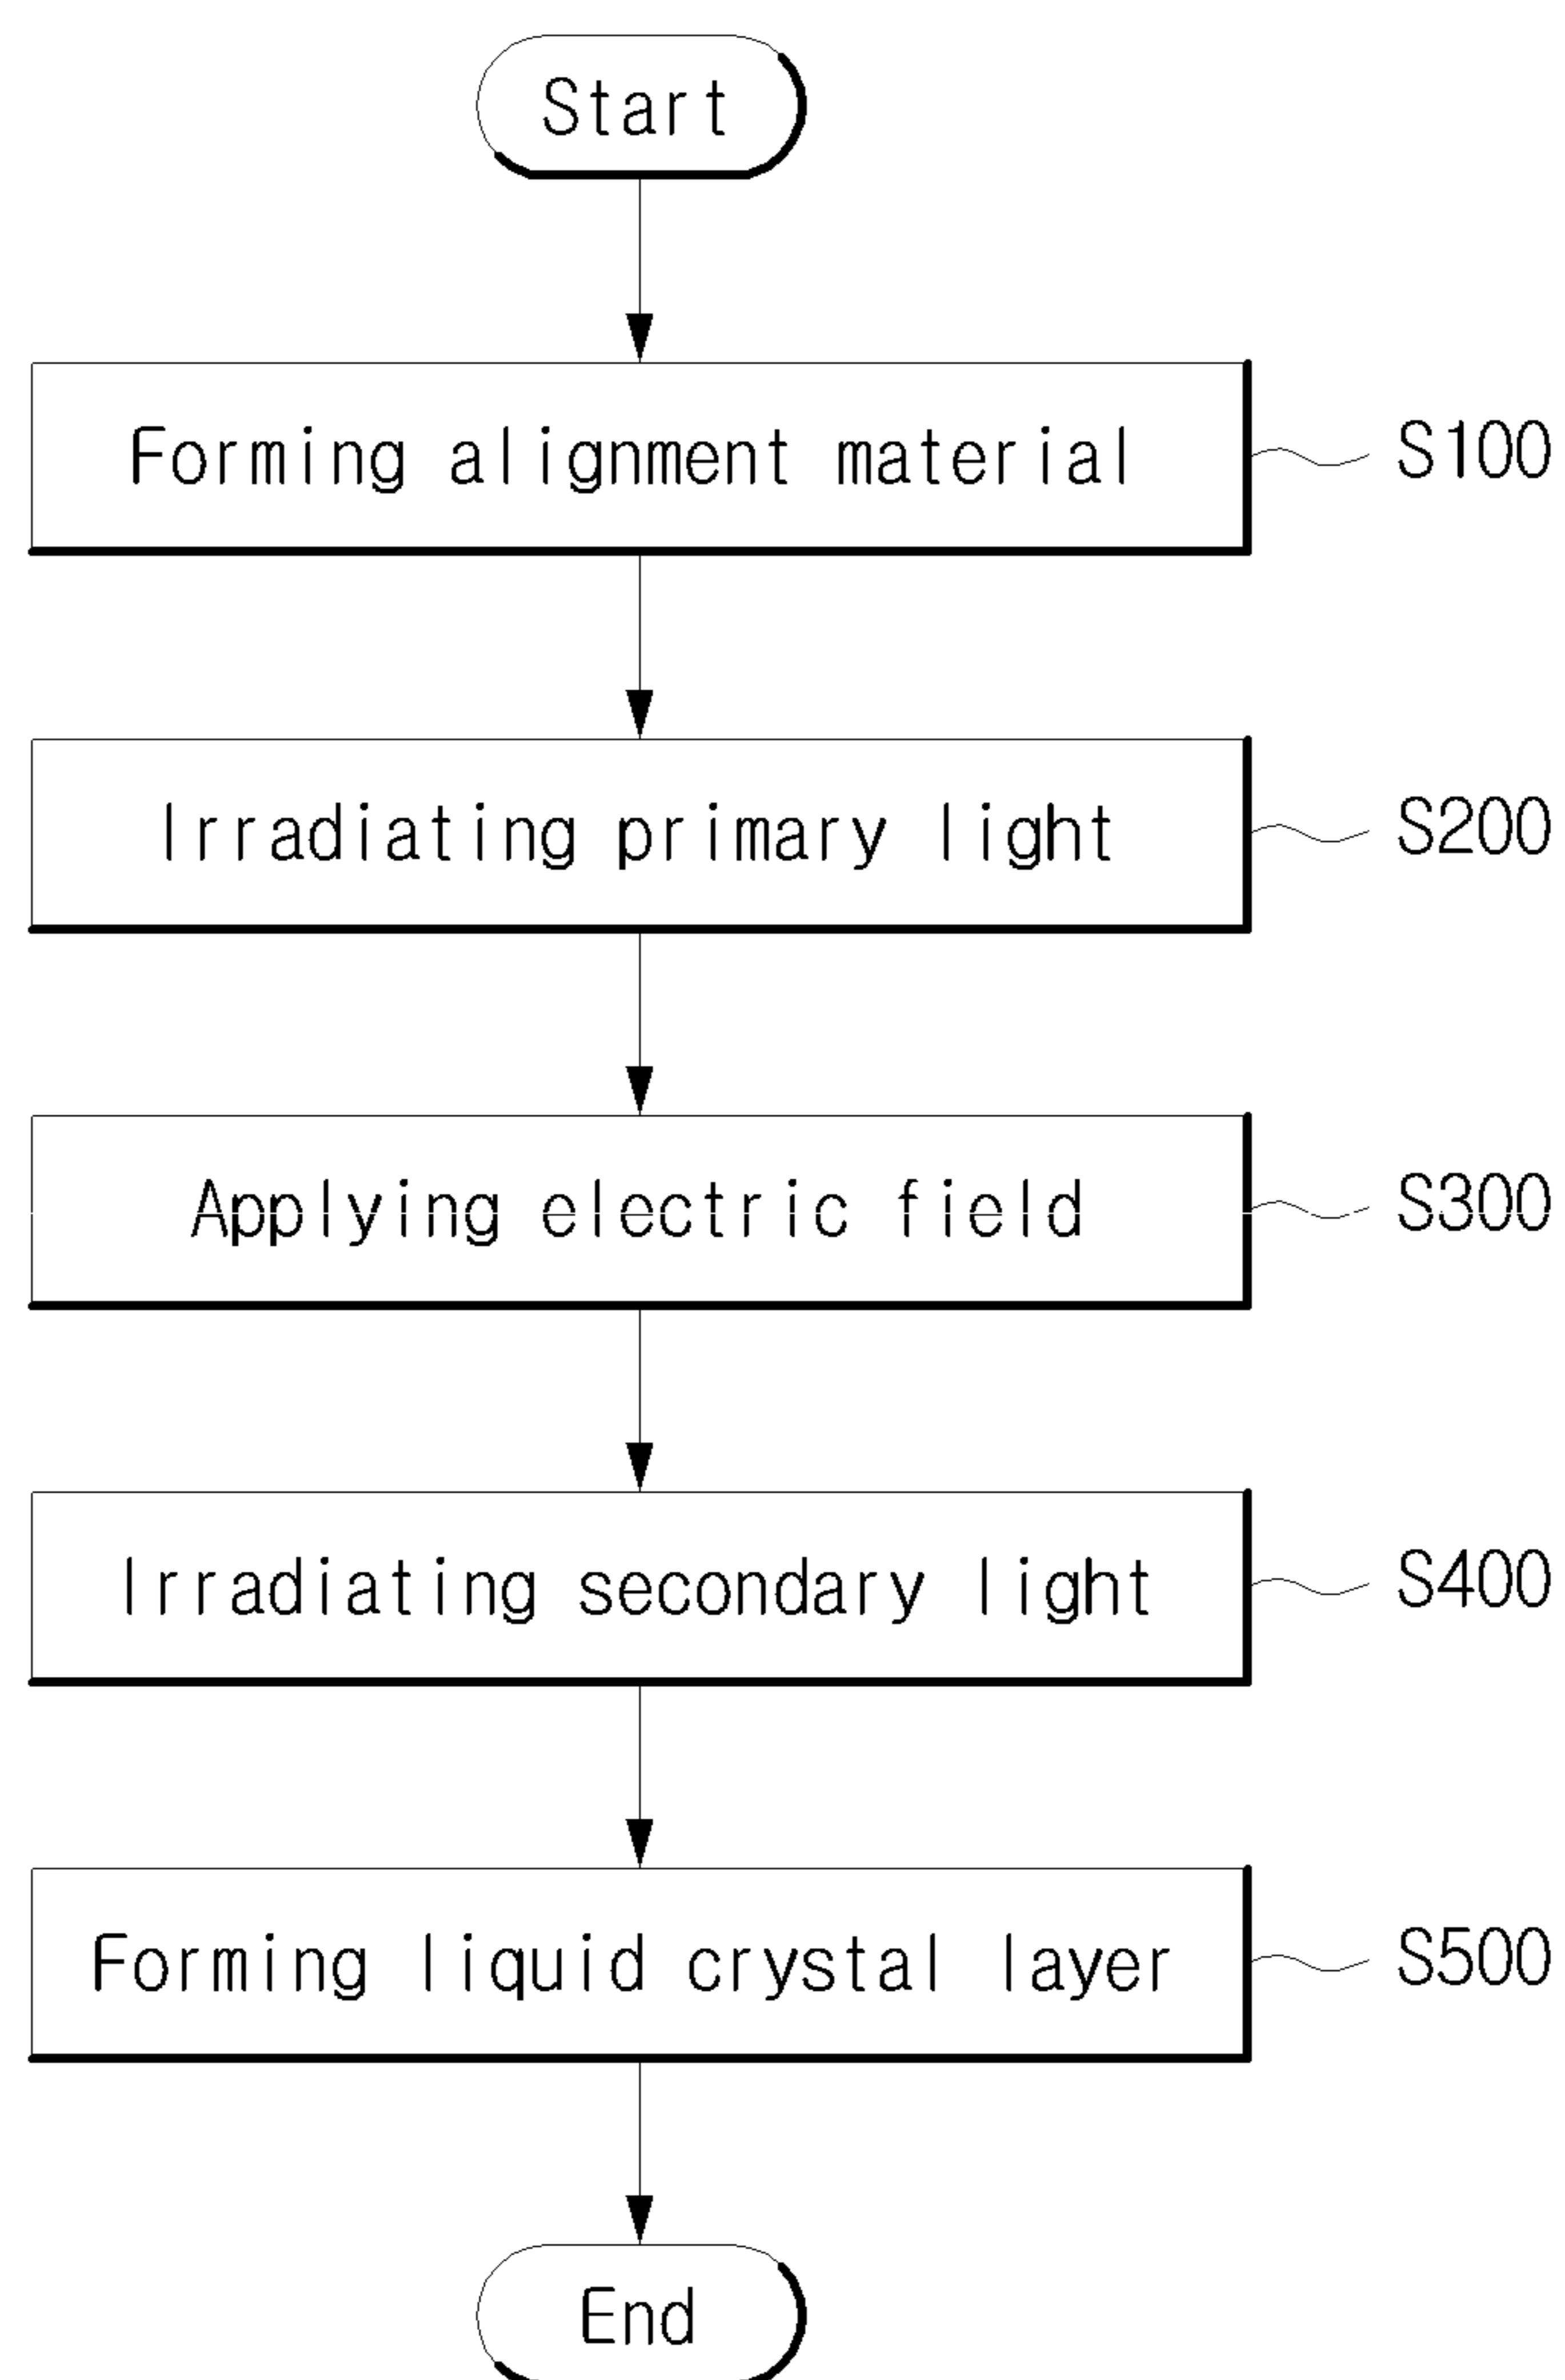 Start
Forming alignment material S100
Irradiating primary light S200
Applying electric field S300
Irradiating secondary light S400
Forming liquid crystal layer S500
End